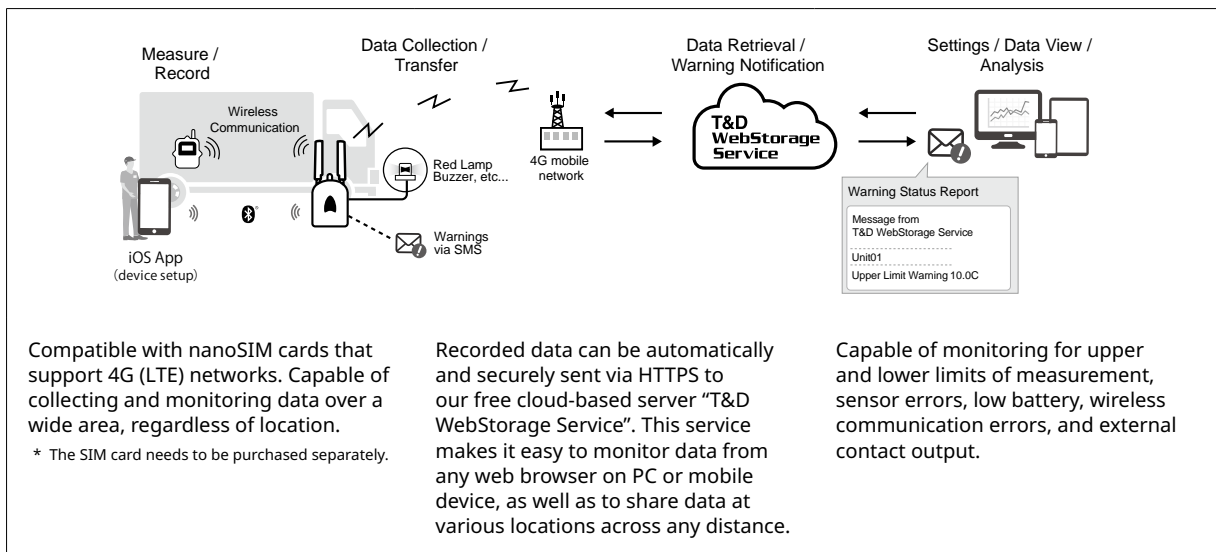 Measure /
Record
Data Collection /
Transfer
Data Retrieval /
Warning Notification
Settings / Data View /
Analysis
Wireless
Communication
Red Lamp
Buzzer, etc...
4G mobile
network
T&D
WebStorage
Service
Warnings
via SMS
iOS App
(device setup)
Warning Status Report
Message from
T&D WebStorage Service
Unit01
Upper Limit Warning 10.0C
Compatible with nanoSIM cards that
support 4G (LTE) networks. Capable of
collecting and monitoring data over a
wide area, regardless of location.
* The SIM card needs to be purchased separately.
Recorded data can be automatically
and securely sent via HTTPS to
our free cloud-based server “T&D
WebStorage Service”. This service
makes it easy to monitor data from
any web browser on PC or mobile
device, as well as to share data at
various locations across any distance.
Capable of monitoring for upper
and lower limits of measurement,
sensor errors, low battery, wireless
communication errors, and external
contact output.